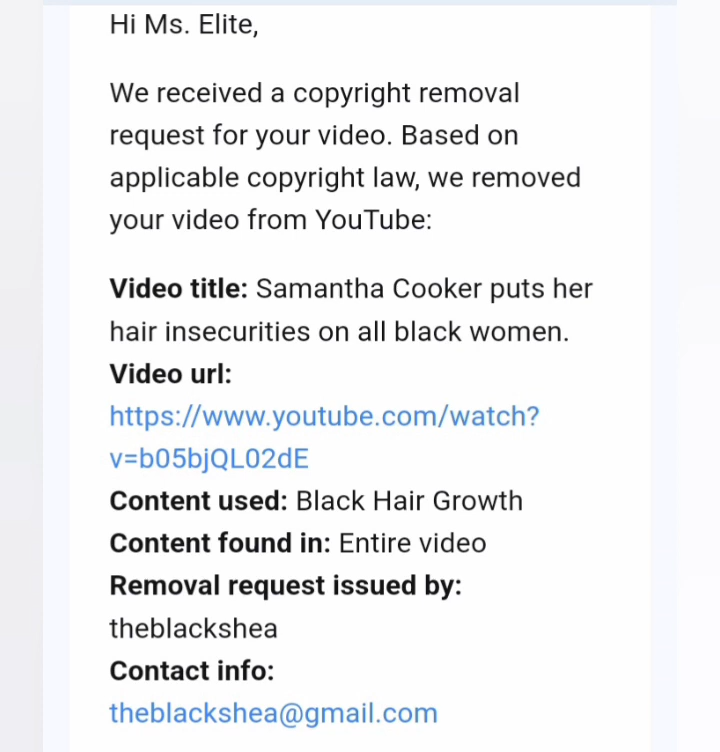 Hi Ms. Elite,
We received a copyright removal
request for your video. Based on
applicable copyright law, we removed
your video from YouTube:
Video title: Samantha Cooker puts her
hair insecurities on all black women.
Video url:
https://www.youtube.com/watch?
v=b05bjQL02dE
Content used: Black Hair Growth
Content found in: Entire video
Removal request issued by:
theblackshea
Contact info:
theblackshea@gmail.com